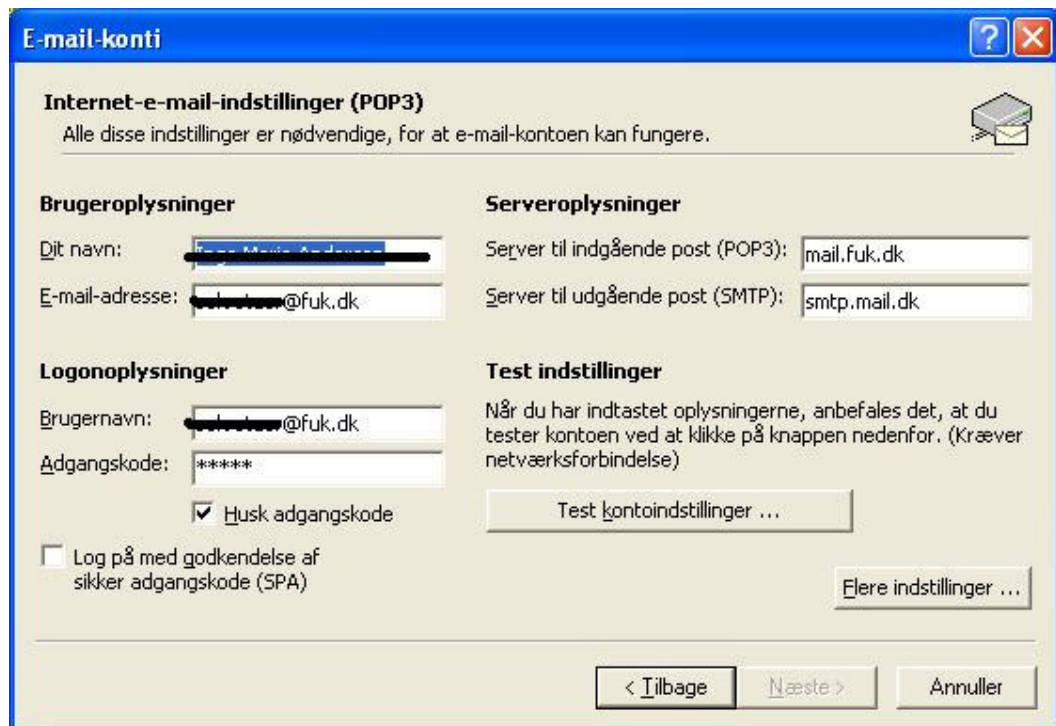 E-mail-konti
Internet-e-mail-indstillinger (POP3)
Alle disse indstillinger er nødvendige, for at e-mail-kontoen kan fungere.
Brugeroplysninger
Dit navn:
E-mail-adresse: @fuk.dk
Serveroplysninger
Server til indgående post (POP3): mail.fuk.dk
Server til udgående post (SMTP): smtp.mail.dk
Logonoplysninger
Brugernavn: @fuk.dk
Adgangskode: *****
Husk adgangskode
Log på med godkendelse af
sikker adgangskode (SPA)
Test indstillinger
Når du har indtastet oplysningerne, anbefales det, at du
tester kontoen ved at klikke på knappen nedenfor. (Kræver
netværksforbindelse)
Test kontoindstillinger ...
Flere indstillinger ...
< Tilbage
Næste >
Annuller